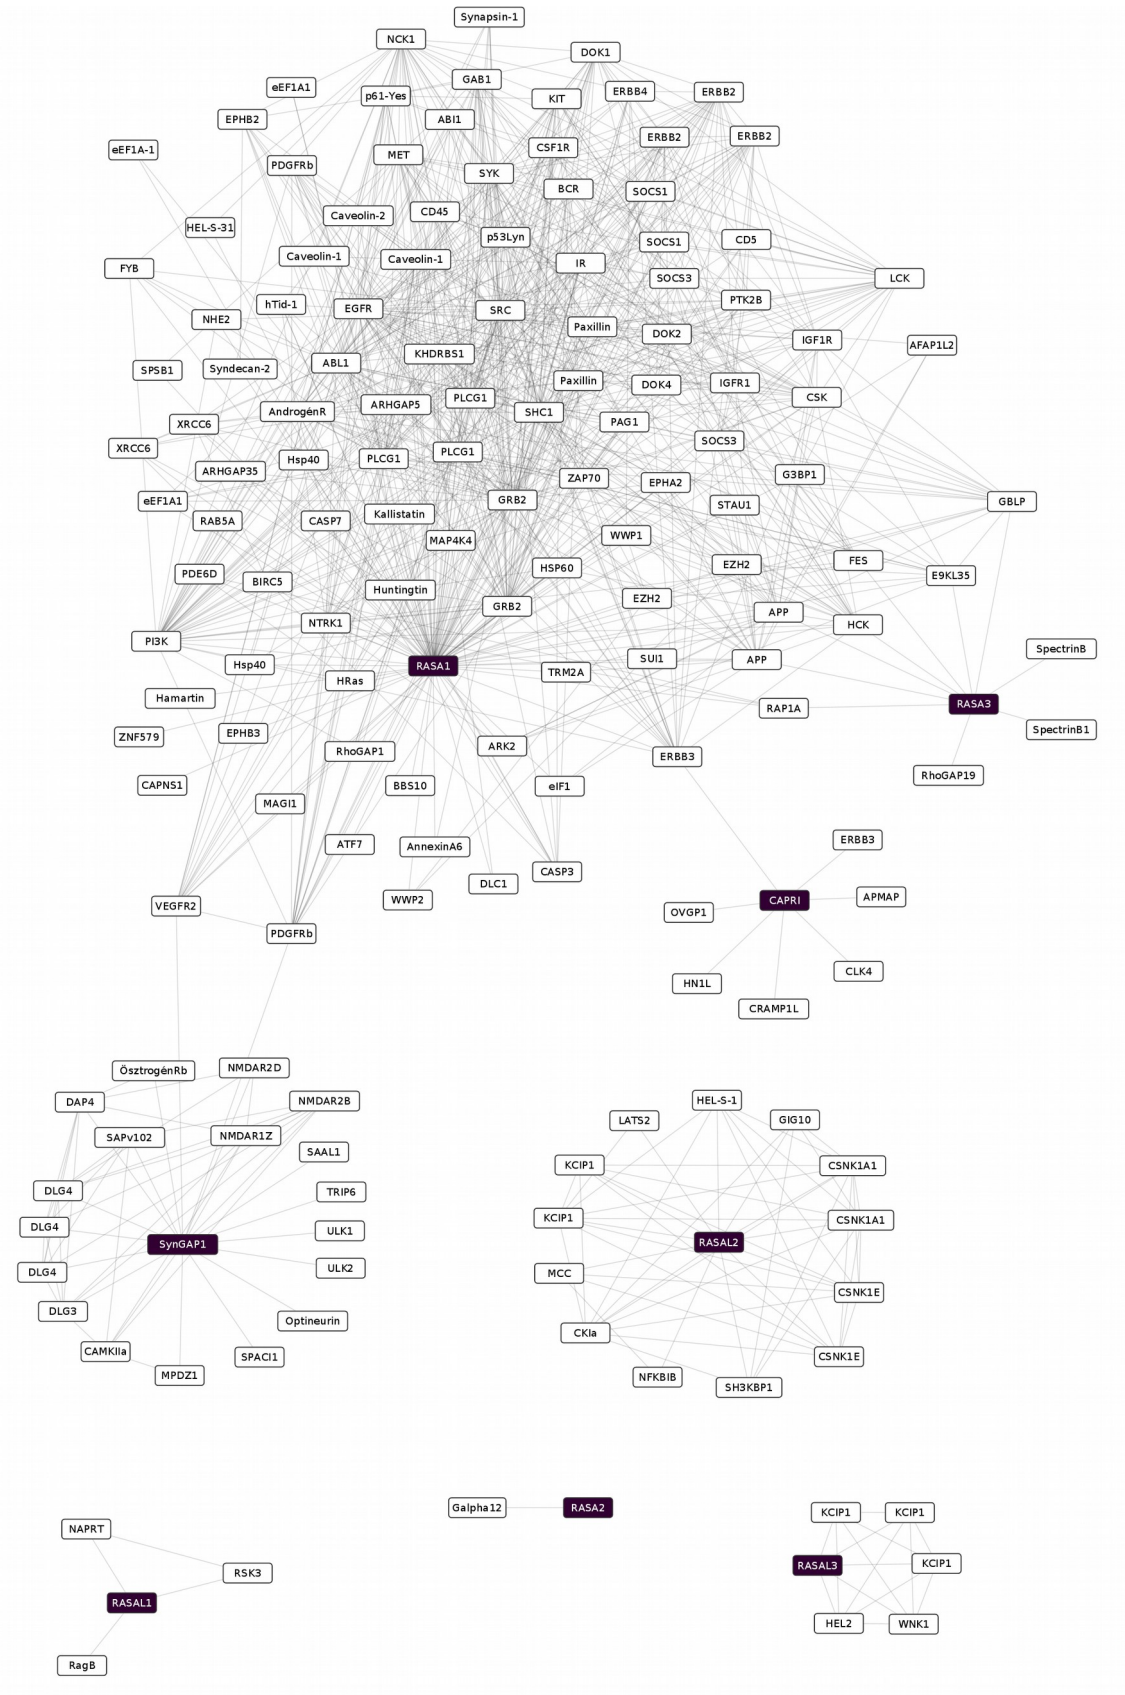 Synapsin-1
NCK1
DOK1
GAB1
eEF1A1
p61-Yes
KIT
ERBB4
ERBB2
EPHB2
ABI1
ERBB2
ERBB2
eEF1A-1
MET
CSF1R
PDGFRb
SYK
BCR
SOCS1
Caveolin-2
CD45
HEL-S-31
p53Lyn
SOCS1
CD5
Caveolin-1
Caveolin-1
IR
FYB
SOCS3
LCK
hTid-1
EGFR
SRC
PTK2B
NHE2
Paxillin
DOK2
IGF1R
AFAP1L2
KHDRBS1
ABL1
SPSB1
Syndecan-2
Paxillin
DOK4
IGFR1
CSK
AndrogénR
ARHGAP5
PLCG1
SHC1
XRCC6
PAG1
XRCC6
SOCS3
ARHGAP35
Hsp40
PLCG1
PLCG1
ZAP70
EPHA2
G3BP1
eEF1A1
GRB2
STAU1
GBLP
RAB5A
CASP7
Kallistatin
MAP4K4
WWP1
PDE6D
BIRC5
HSP60
EZH2
FES
E9KL35
Huntingtin
EZH2
GRB2
APP
NTRK1
HCK
PI3K
Hsp40
RASA1
TRM2A
SUI1
APP
SpectrinB
HRas
Hamartin
RAP1A
RASA3
ZNF579
EPHB3
RhoGAP1
ARK2
ERBB3
SpectrinB1
CAPNS1
BBS10
eIF1
RhoGAP19
MAGI1
ATF7
AnnexinA6
ERBB3
CASP3
DLC1
WWP2
VEGFR2
OVGP1
CAPRI
APMAP
PDGFRb
HN1L
CLK4
CRAMP1L
ÖsztrogénRb
NMDAR2D
DAP4
NMDAR2B
HEL-S-1
SAPv102
NMDAR1Z
LATS2
GIG10
SAAL1
KCIP1
CSNK1A1
DLG4
TRIP6
DLG4
ULK1
KCIP1
CSNK1A1
SynGAP1
RASAL2
DLG4
ULK2
MCC
CSNK1E
DLG3
Optineurin
CKIa
CAMKIIa
SPACI1
CSNK1E
MPDZ1
NFKBIB
SH3KBP1
Galpha12
RASA2
KCIP1
KCIP1
NAPRT
RASAL3
KCIP1
RSK3
RASAL1
HEL2
WNK1
RagB